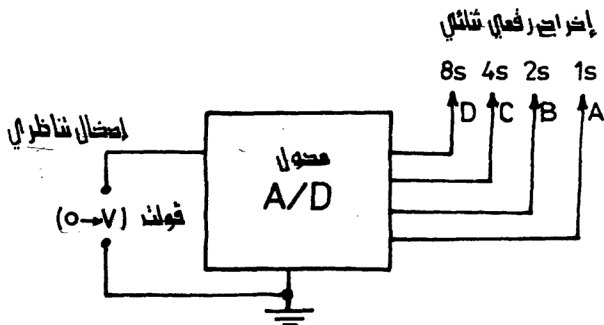 إخراج رقمي ثنائي
8s 4s 2s 1s
D C B A
إدخال تناظري
محول
A/D
(0→V) فولت